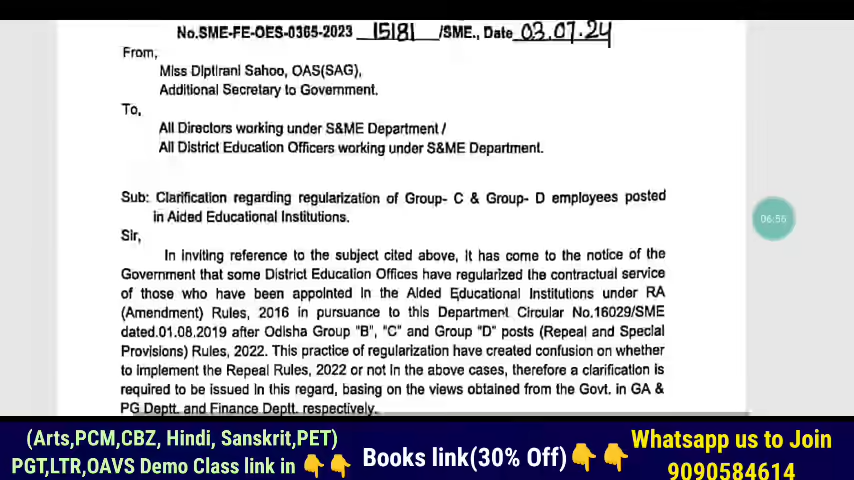 No.SME-FE-OES-0365-2023 15181 /SME., Date 03.07.24
From,
Miss Diptirani Sahoo, OAS(SAG),
Additional Secretary to Government.
To,
All Directors working under S&ME Department/
All District Education Officers working under S&ME Department.
Sub: Clarification regarding regularization of Group- C & Group- D employees posted
in Aided Educational Institutions.
Sir,
In inviting reference to the subject cited above, it has come to the notice of the
Government that some District Education Offices have regularized the contractual service
of those who have been appointed in the Aided Educational Institutions under RA
(Amendment) Rules, 2016 in pursuance to this Department Circular No.16029/SME
dated.01.08.2019 after Odisha Group "B", "C" and Group "D" posts (Repeal and Special
Provisions) Rules, 2022. This practice of regularization have created confusion on whether
to implement the Repeal Rules, 2022 or not in the above cases, therefore a clarification is
required to be issued in this regard, basing on the views obtained from the Govt. in GA &
PG Deptt. and Finance Deptt. respectively.
06:56
(Arts,PCM,CBZ, Hindi, Sanskrit,PET)
PGT,LTR,OAVS Demo Class link in 👇👇
Books link(30% Off)👇👇
Whatsapp us to Join
9090584614